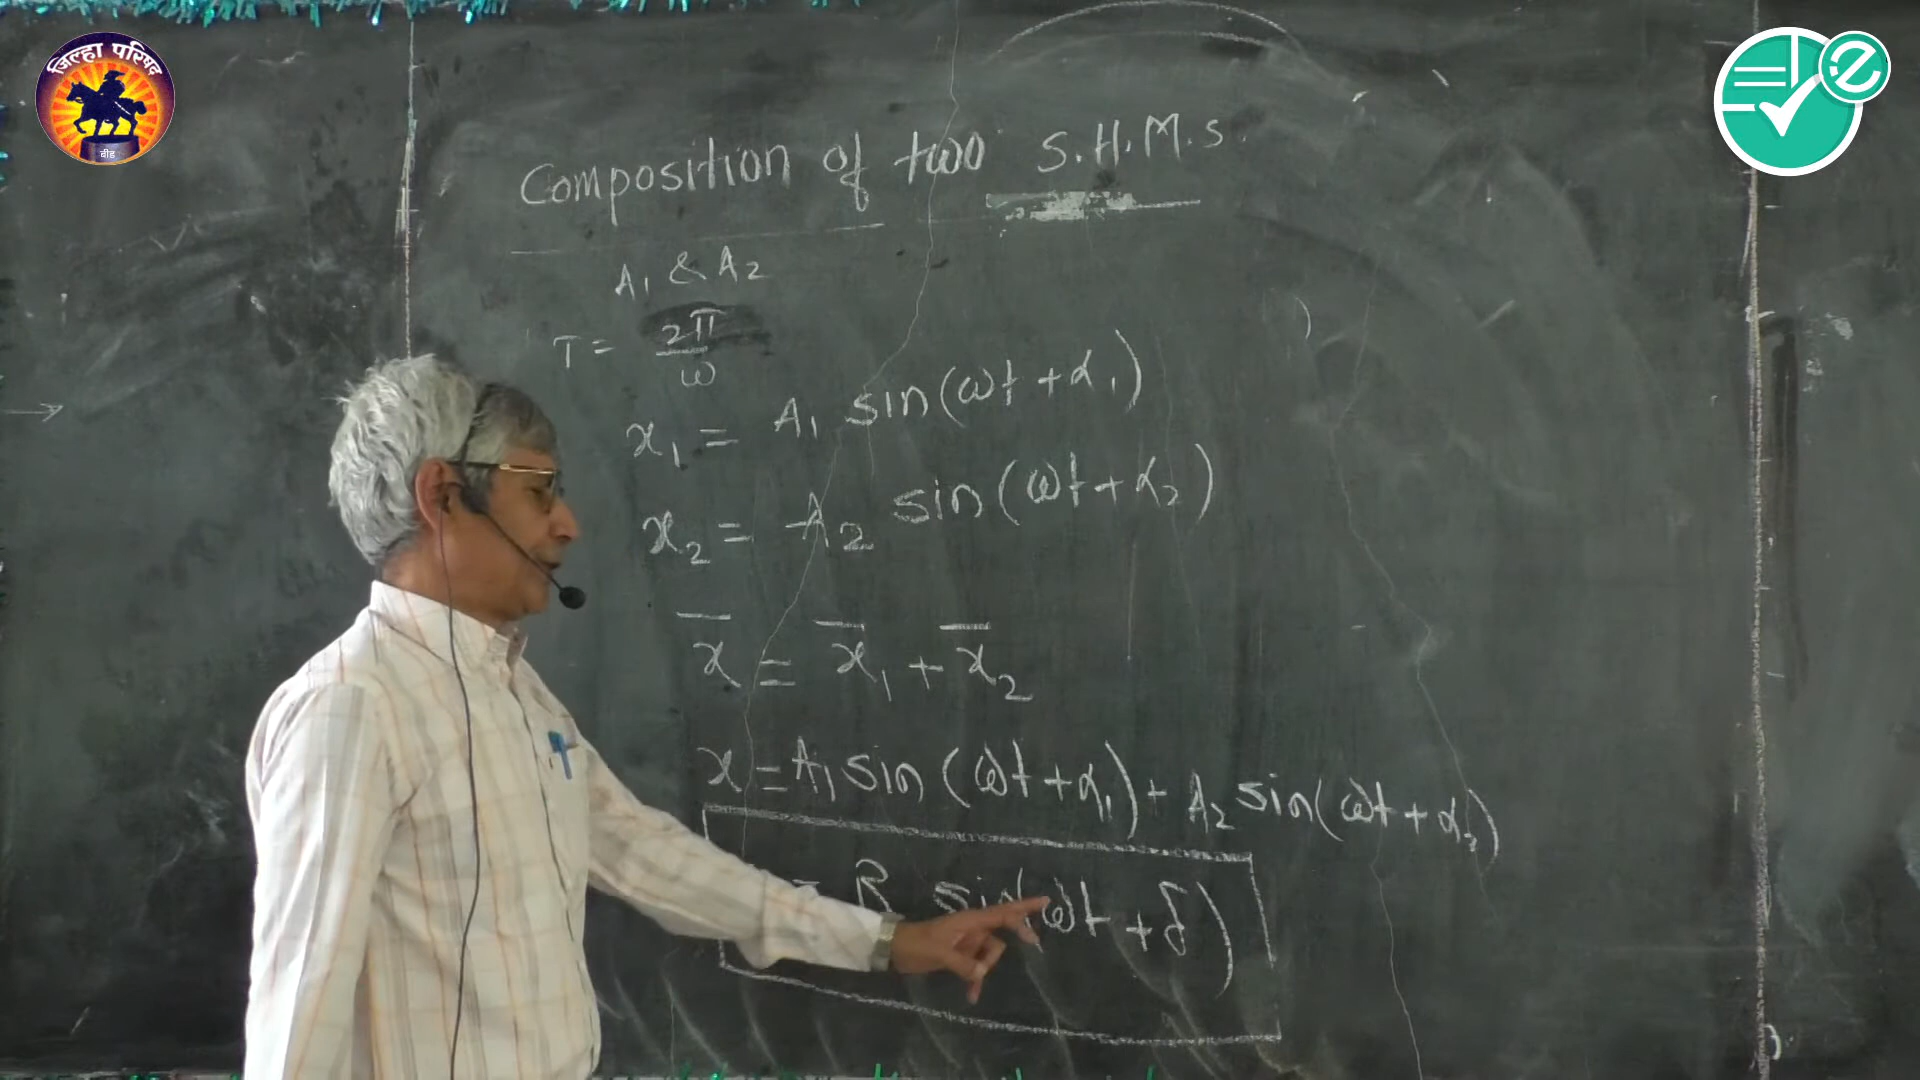 जिल्हा परिषद
बीड
Composition of two S.H.M.s.
A₁ & A₂
T = 2π/ω
x₁ = A₁ sin(ωt + α₁)
x₂ = A₂ sin(ωt + α₂)
x̅ = x̅₁ + x̅₂
x = A₁ sin (ωt + α₁) + A₂ sin(ωt + α₂)
= R sin(ωt + δ)